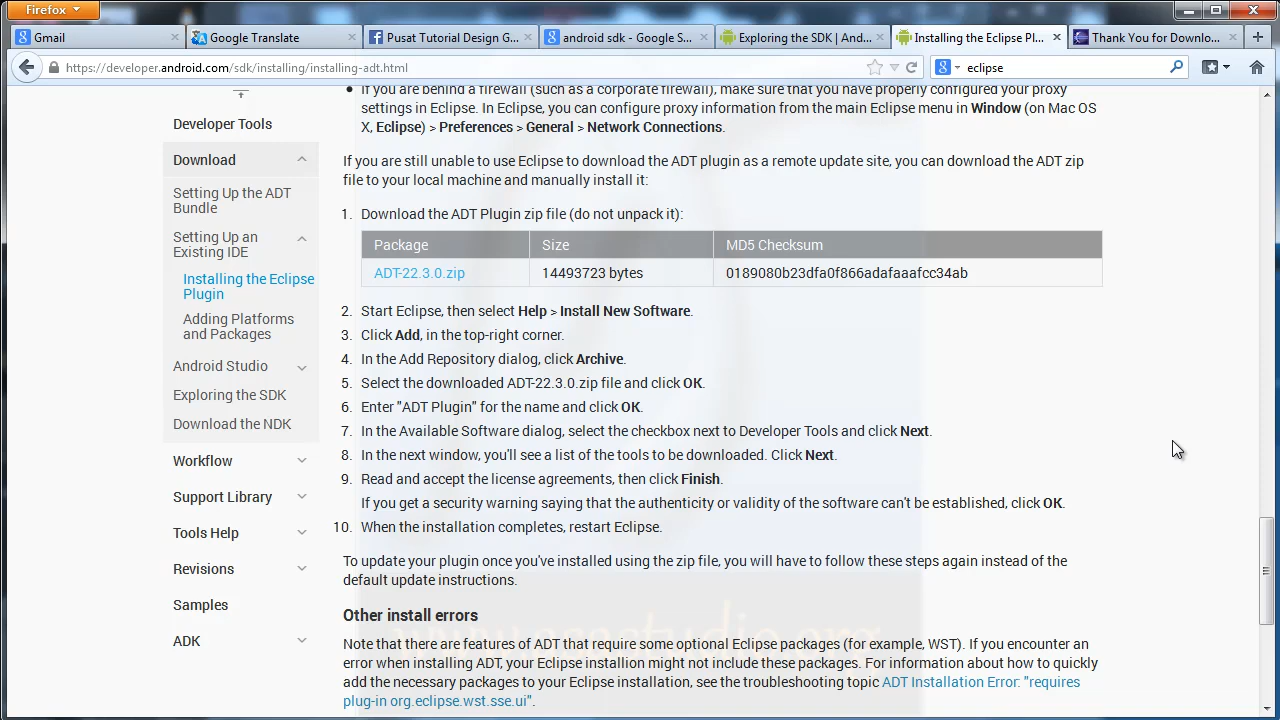 Firefox
Gmail
Google Translate
Pusat Tutorial Design G...
android sdk - Google S...
Exploring the SDK | And...
Installing the Eclipse Pl...
Thank You for Downlo...
https://developer.android.com/sdk/installing/installing-adt.html
eclipse
Developer Tools
Download
Setting Up the ADT
Bundle
Setting Up an
Existing IDE
Installing the Eclipse
Plugin
Adding Platforms
and Packages
Android Studio
Exploring the SDK
Download the NDK
Workflow
Support Library
Tools Help
Revisions
Samples
ADK
If you are behind a firewall (such as a corporate firewall), make sure that you have properly configured your proxy
settings in Eclipse. In Eclipse, you can configure proxy information from the main Eclipse menu in Window (on Mac OS
X, Eclipse) > Preferences > General > Network Connections.
If you are still unable to use Eclipse to download the ADT plugin as a remote update site, you can download the ADT zip
file to your local machine and manually install it:
1. Download the ADT Plugin zip file (do not unpack it):
Package Size MD5 Checksum
ADT-22.3.0.zip 14493723 bytes 0189080b23dfa0f866adafaaafcc34ab
2. Start Eclipse, then select Help > Install New Software.
3. Click Add, in the top-right corner.
4. In the Add Repository dialog, click Archive.
5. Select the downloaded ADT-22.3.0.zip file and click OK.
6. Enter "ADT Plugin" for the name and click OK.
7. In the Available Software dialog, select the checkbox next to Developer Tools and click Next.
8. In the next window, you'll see a list of the tools to be downloaded. Click Next.
9. Read and accept the license agreements, then click Finish.
If you get a security warning saying that the authenticity or validity of the software can't be established, click OK.
10. When the installation completes, restart Eclipse.
To update your plugin once you've installed using the zip file, you will have to follow these steps again instead of the
default update instructions.
Other install errors
Note that there are features of ADT that require some optional Eclipse packages (for example, WST). If you encounter an
error when installing ADT, your Eclipse installion might not include these packages. For information about how to quickly
add the necessary packages to your Eclipse installation, see the troubleshooting topic ADT Installation Error: "requires
plug-in org.eclipse.wst.sse.ui".